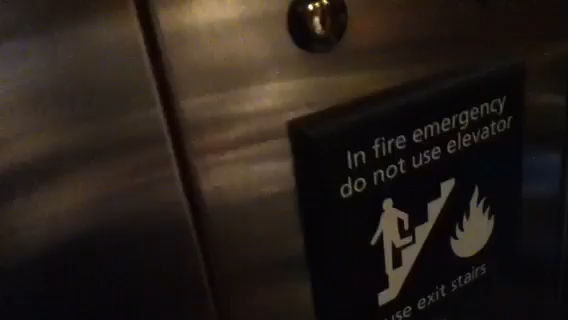 In fire emergency
do not use elevator
use exit stairs